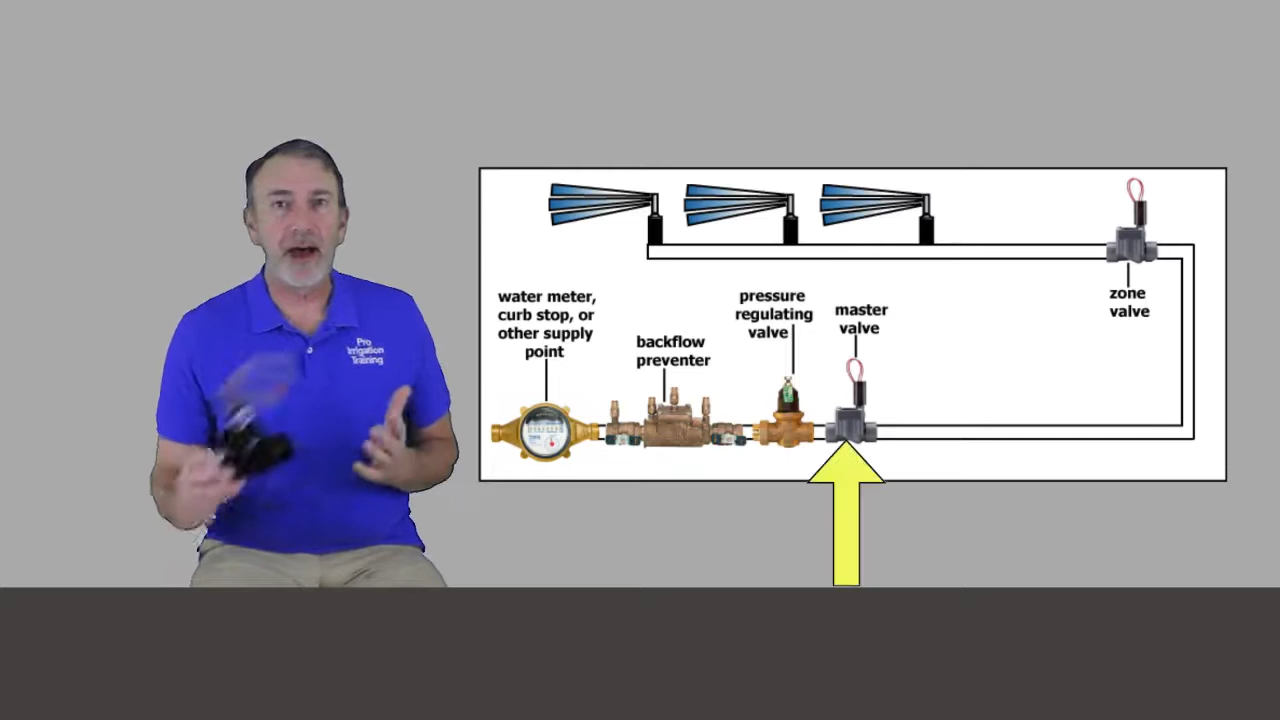 Pro
Irrigation
Training
water meter,
curb stop, or
other supply
point
backflow
preventer
pressure
regulating
valve
master
valve
zone
valve